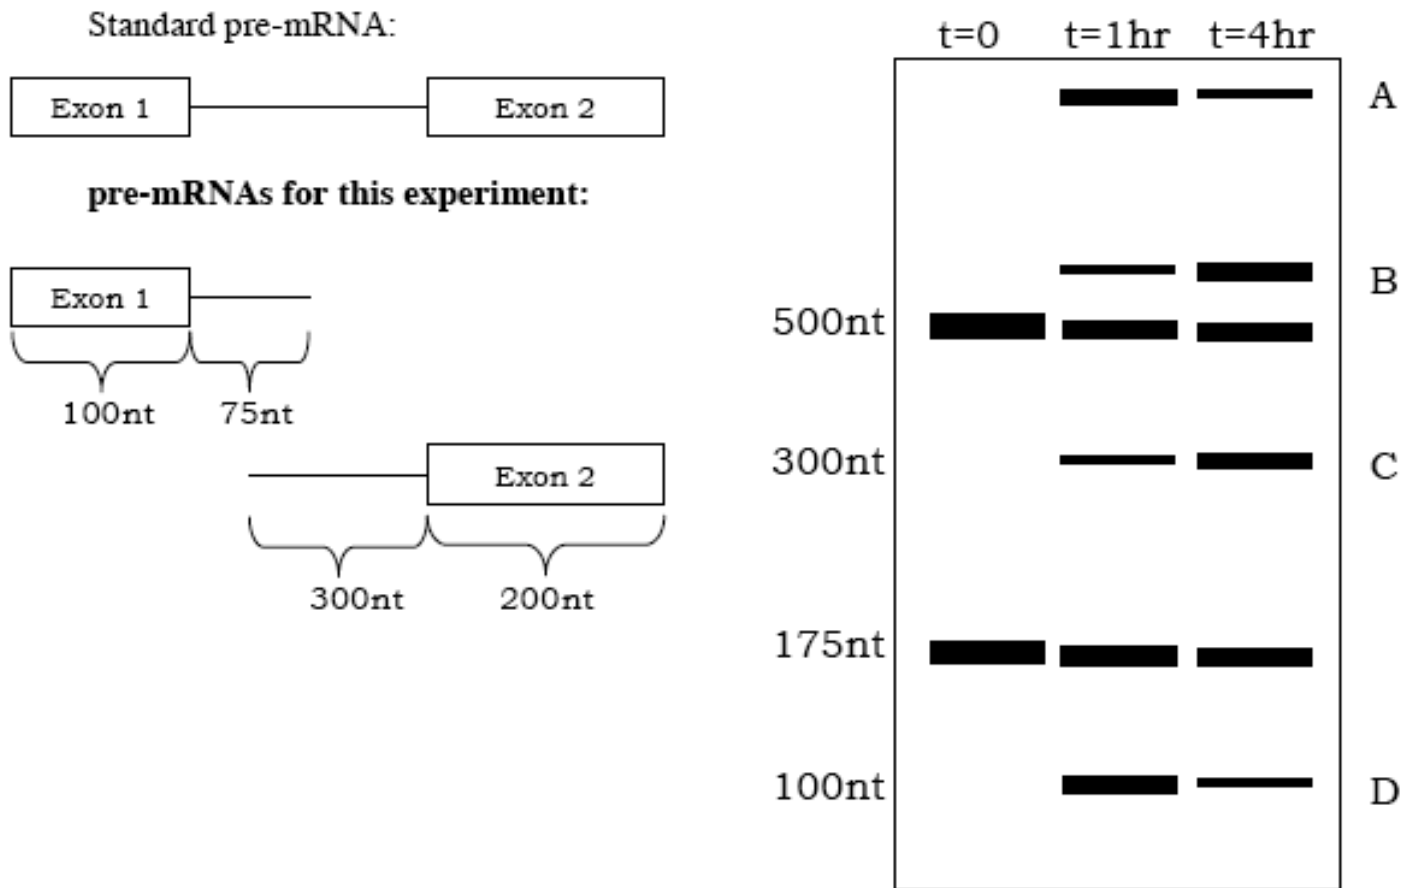 Standard pre-mRNA:
Exon 1
Exon 2
pre-mRNAs for this experiment:
Exon 1
100nt
75nt
Exon 2
300nt
200nt
t=0
t=1hr
t=4hr
A
B
500nt
300nt
C
175nt
100nt
D